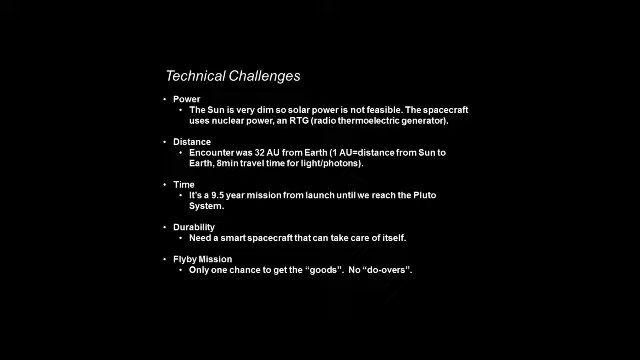 Technical Challenges
• Power
• The Sun is very dim so solar power is not feasible. The spacecraft
uses nuclear power, an RTG (radio thermoelectric generator).
• Distance
• Encounter was 32 AU from Earth (1 AU=distance from Sun to
Earth, 8min travel time for light/photons).
• Time
• It's a 9.5 year mission from launch until we reach the Pluto
System.
• Durability
• Need a smart spacecraft that can take care of itself.
• Flyby Mission
• Only one chance to get the “goods”. No “do-overs”.